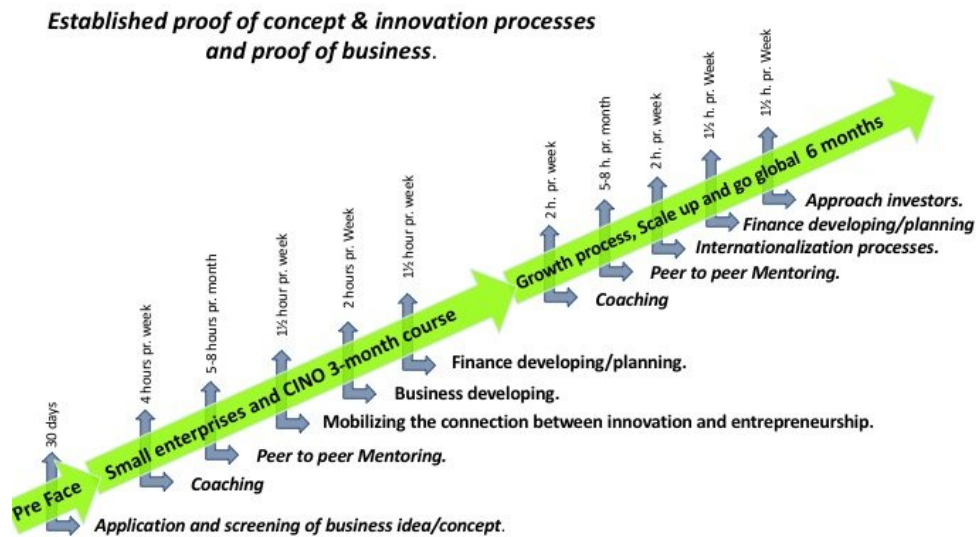 Established proof of concept & innovation processes
and proof of business.
30 days
4 hours pr. week
5-8 hours pr. month
1½ hour pr. week
2 hours pr. Week
1½ hour pr. week
2 h. pr. week
5-8 h. pr. month
2 h. pr. week
1½ h. pr. Week
1½ h. pr. Week
Pre Face
Small enterprises and CINO 3-month course
Growth process, Scale up and go global 6 months
Approach investors.
Finance developing/planning
Internationalization processes.
Peer to peer Mentoring.
Coaching
Finance developing/planning.
Business developing.
Mobilizing the connection between innovation and entrepreneurship.
Peer to peer Mentoring.
Coaching
Application and screening of business idea/concept.